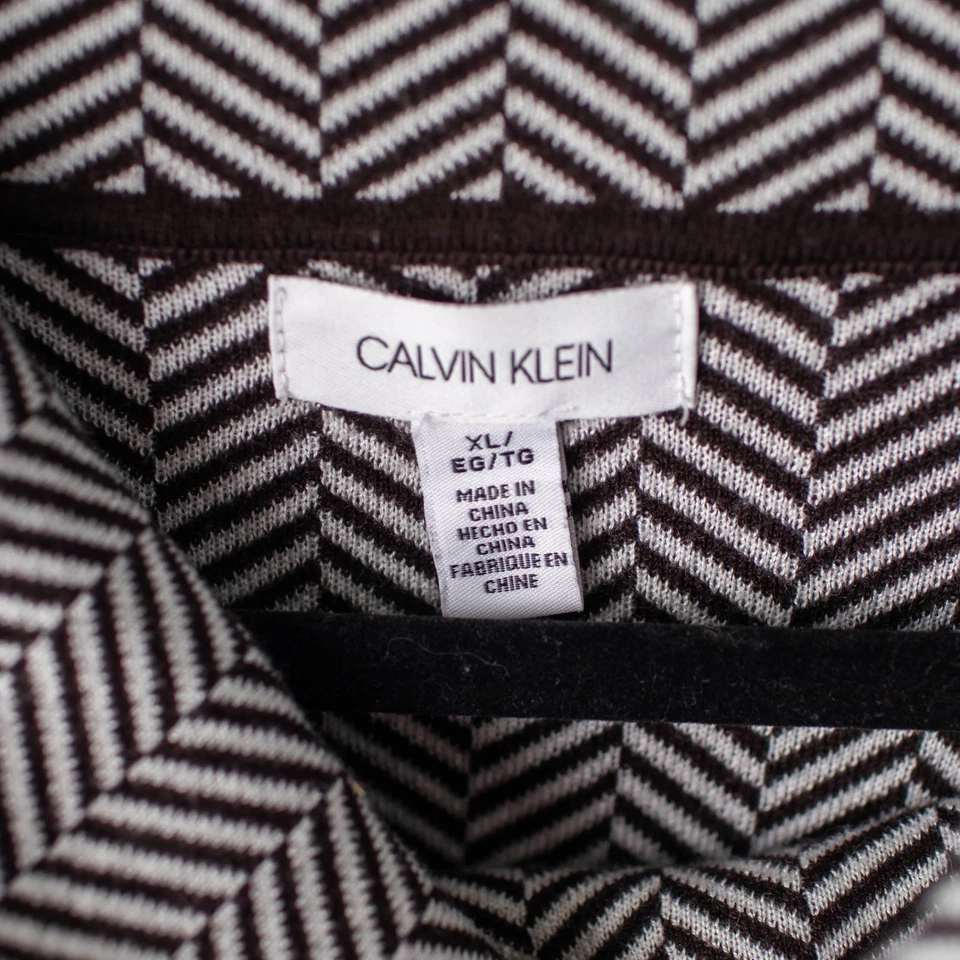 CALVIN KLEIN
XL/
EG/TG
MADE IN
CHINA
HECHO EN
CHINA
FABRIQUE EN
CHINE